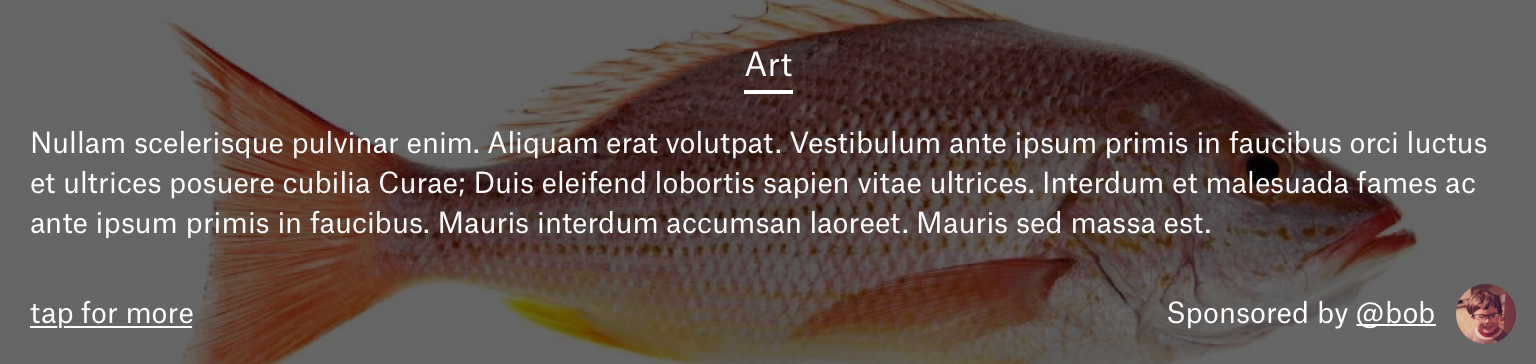 Art
Nullam scelerisque pulvinar enim. Aliquam erat volutpat. Vestibulum ante ipsum primis in faucibus orci luctus
et ultrices posuere cubilia Curae; Duis eleifend lobortis sapien vitae ultrices. Interdum et malesuada fames ac
ante ipsum primis in faucibus. Mauris interdum accumsan laoreet. Mauris sed massa est.
tap for more
Sponsored by @bob